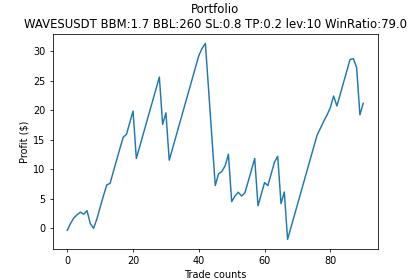 Portfolio
WAVESUSDT BBM:1.7 BBL:260 SL:0.8 TP:0.2 lev:10 WinRatio:79.0
30
25
20
15
10
5
0
Profit ($)
0 20 40 60 80
Trade counts